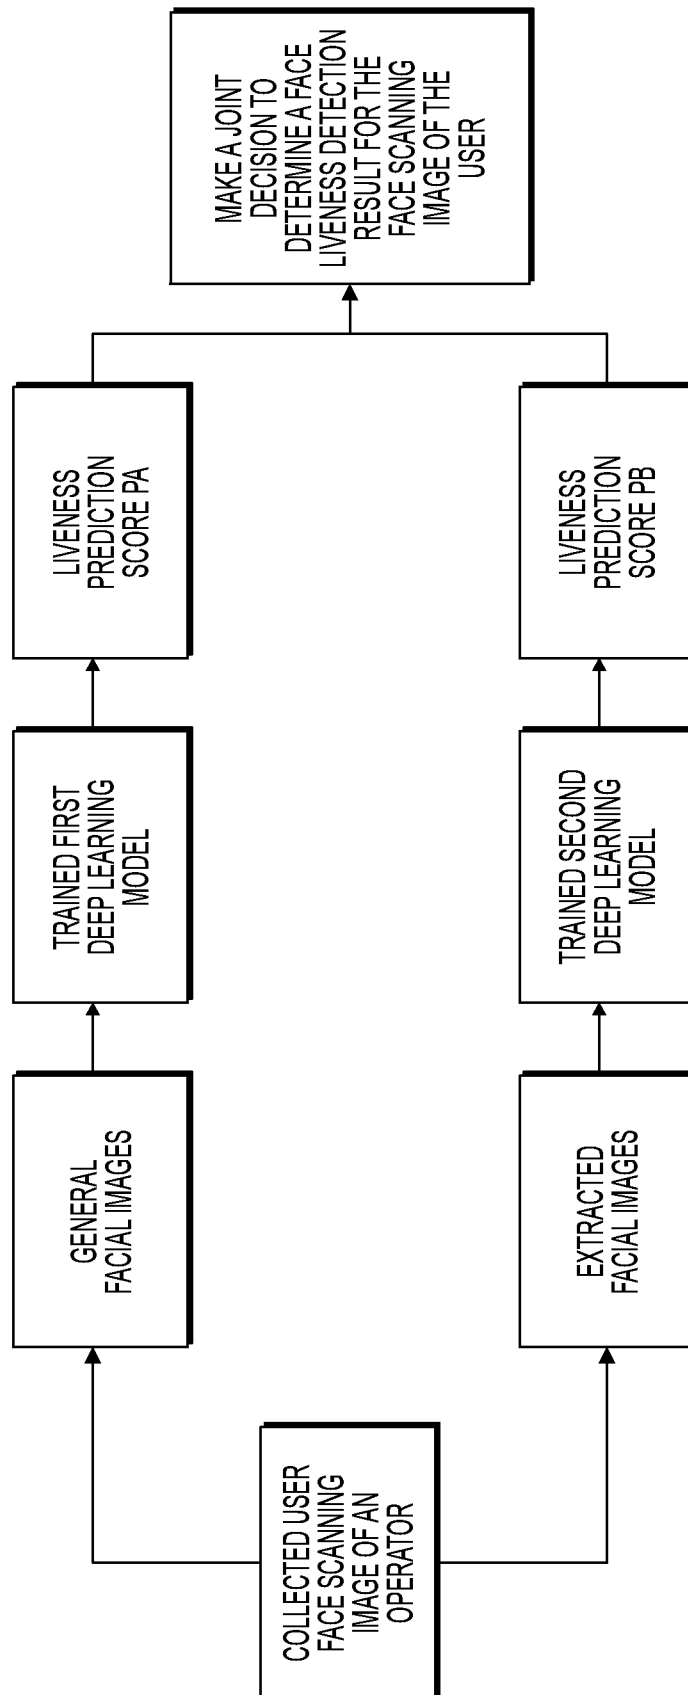 COLLECTED USER
FACE SCANNING
IMAGE OF AN
OPERATOR
GENERAL
FACIAL IMAGES
TRAINED FIRST
DEEP LEARNING
MODEL
LIVENESS
PREDICTION
SCORE PA
EXTRACTED
FACIAL IMAGES
TRAINED SECOND
DEEP LEARNING
MODEL
LIVENESS
PREDICTION
SCORE PB
MAKE A JOINT
DECISION TO
DETERMINE A FACE
LIVENESS DETECTION
RESULT FOR THE
FACE SCANNING
IMAGE OF THE
USER